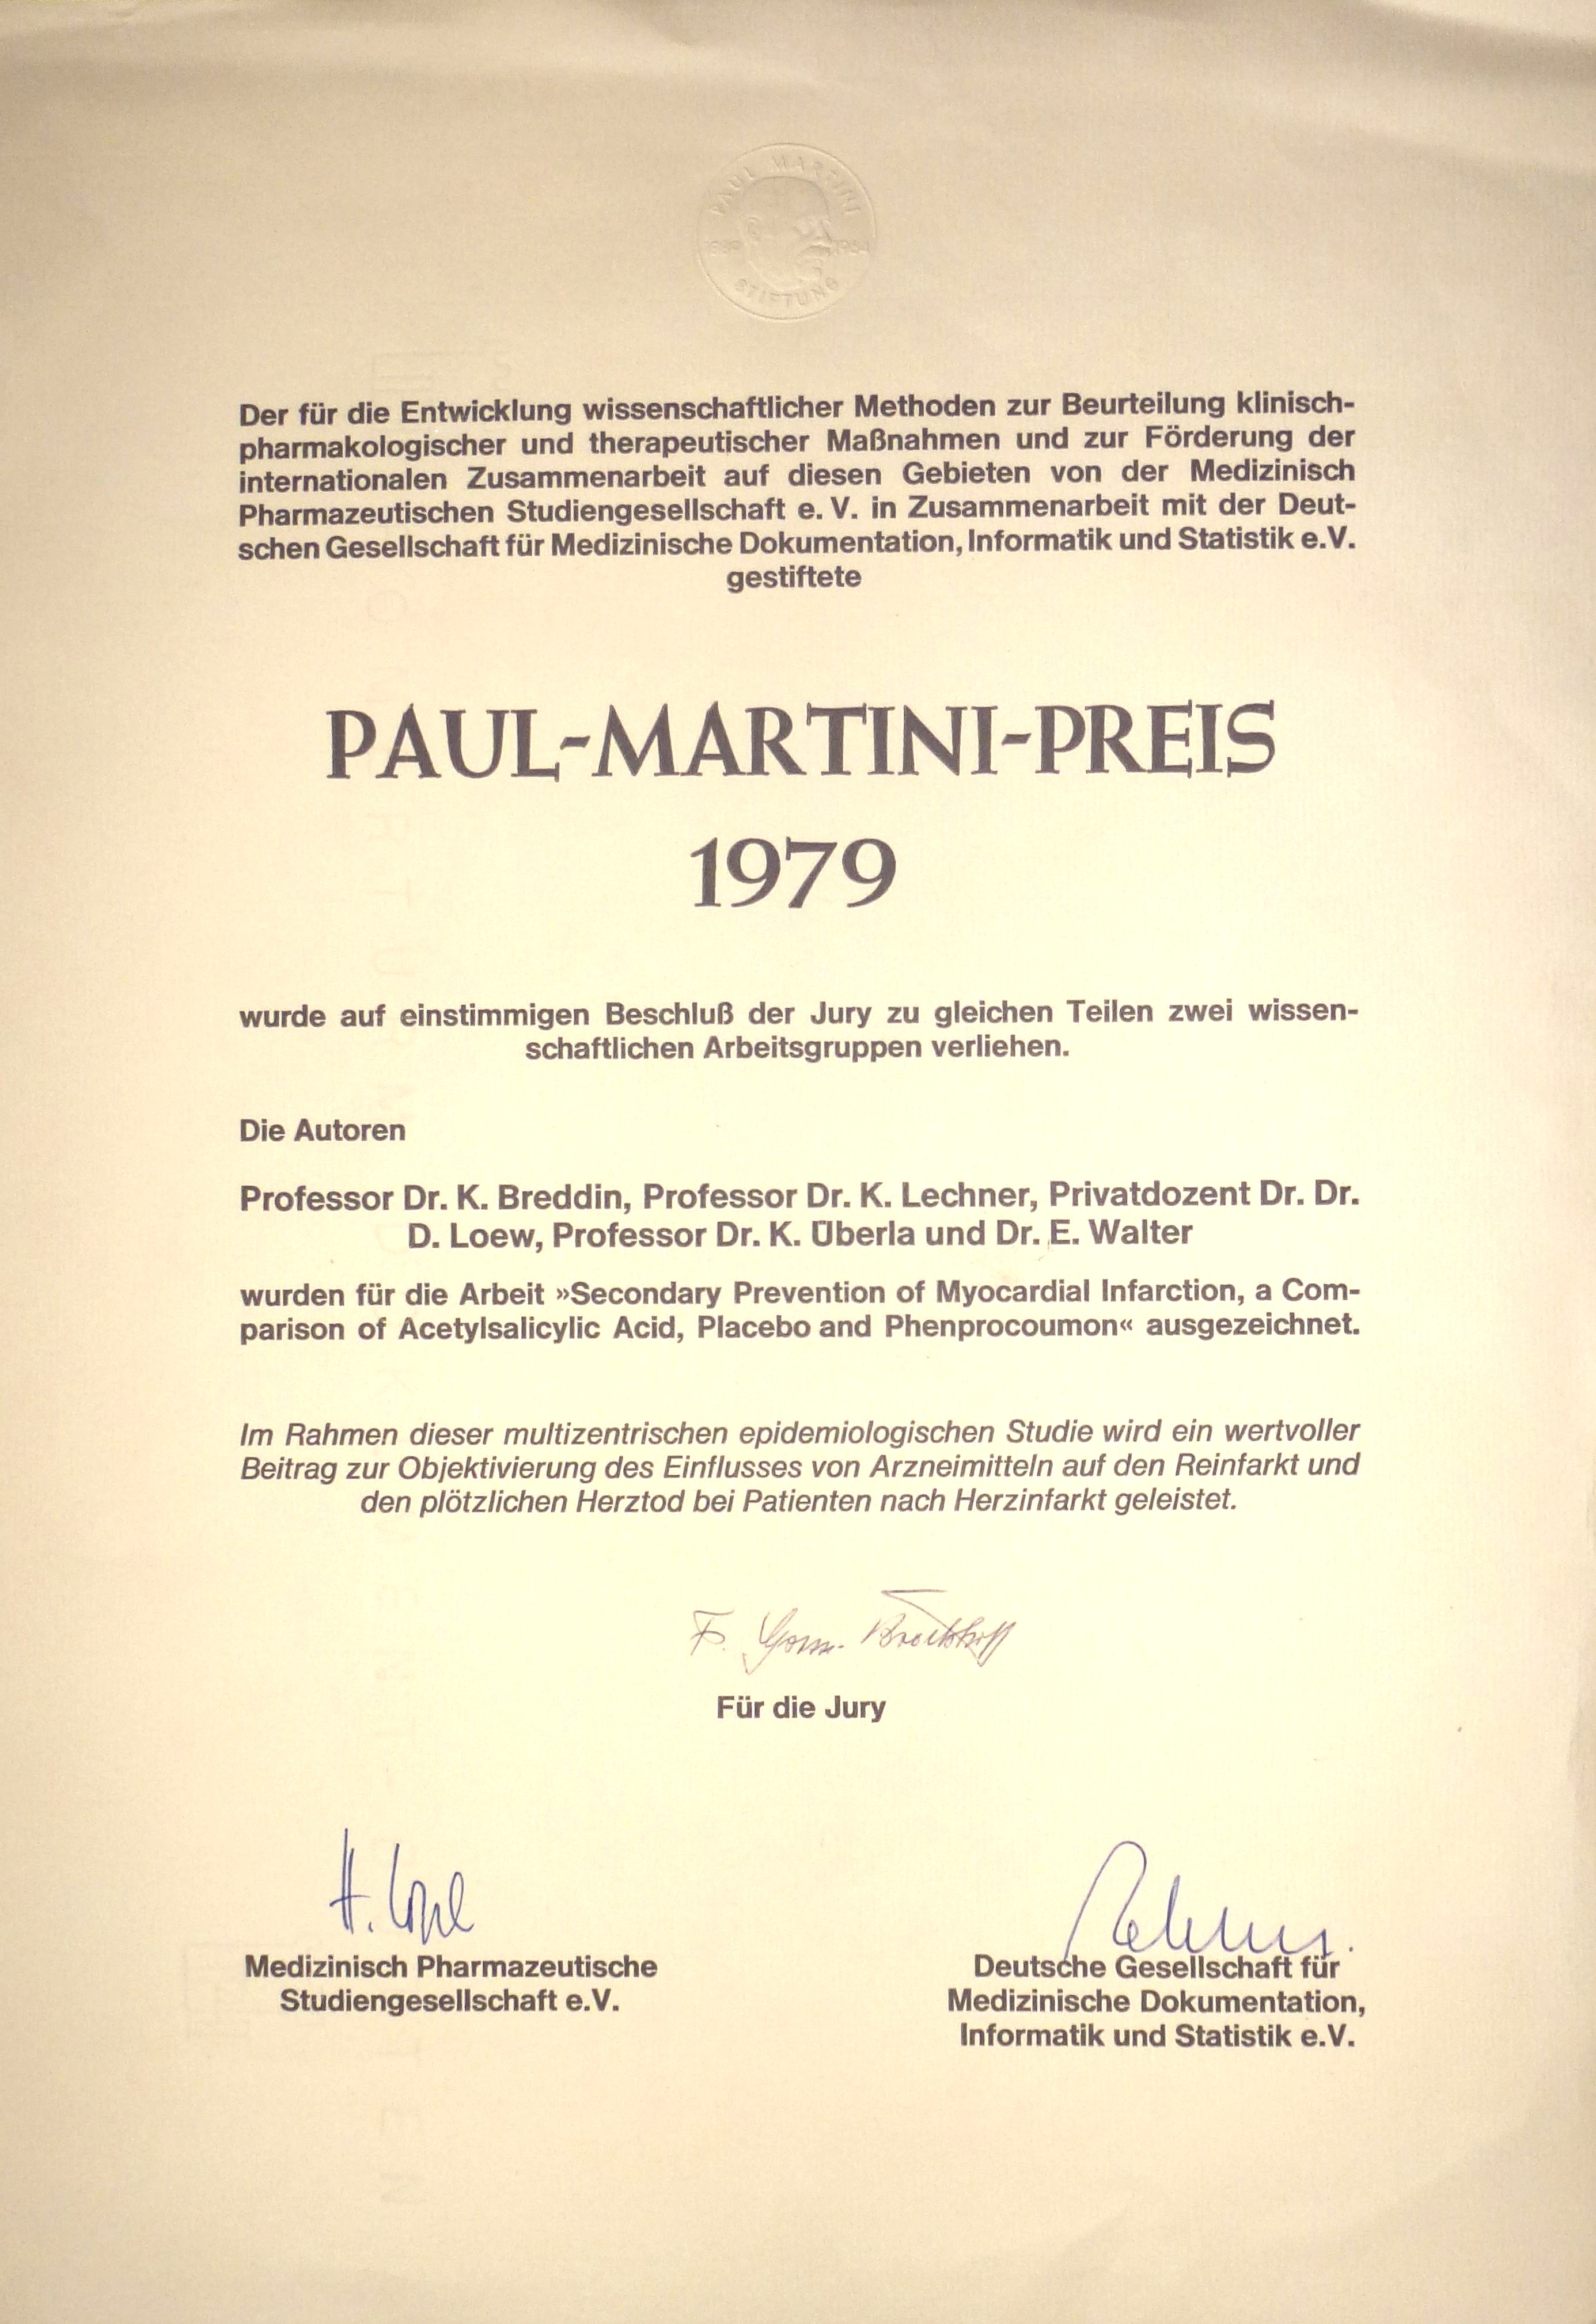 PAUL MARTINI
STIFTUNG
Der für die Entwicklung wissenschaftlicher Methoden zur Beurteilung klinisch-
pharmakologischer und therapeutischer Maßnahmen und zur Förderung der
internationalen Zusammenarbeit auf diesen Gebieten von der Medizinisch
Pharmazeutischen Studiengesellschaft e. V. in Zusammenarbeit mit der Deut-
schen Gesellschaft für Medizinische Dokumentation, Informatik und Statistik e.V.
gestiftete
PAUL-MARTINI-PREIS
1979
wurde auf einstimmigen Beschluß der Jury zu gleichen Teilen zwei wissen-
schaftlichen Arbeitsgruppen verliehen.
Die Autoren
Professor Dr. K. Breddin, Professor Dr. K. Lechner, Privatdozent Dr. Dr.
D. Loew, Professor Dr. K. Überla und Dr. E. Walter
wurden für die Arbeit »Secondary Prevention of Myocardial Infarction, a Com-
parison of Acetylsalicylic Acid, Placebo and Phenprocoumon« ausgezeichnet.
Im Rahmen dieser multizentrischen epidemiologischen Studie wird ein wertvoller
Beitrag zur Objektivierung des Einflusses von Arzneimitteln auf den Reinfarkt und
den plötzlichen Herztod bei Patienten nach Herzinfarkt geleistet.
F.
Für die Jury
H.
Medizinisch Pharmazeutische
Studiengesellschaft e.V.
Deutsche Gesellschaft für
Medizinische Dokumentation,
Informatik und Statistik e.V.